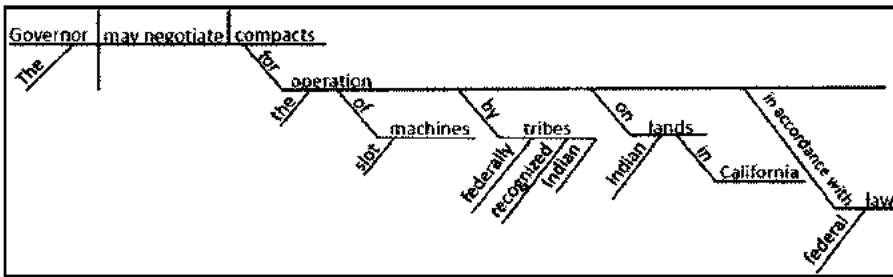 Governor may negotiate compacts
The for
operation
the of by on in accordance with
machines tribes lands
slot federally recognized Indian Indian in
California
law
federal